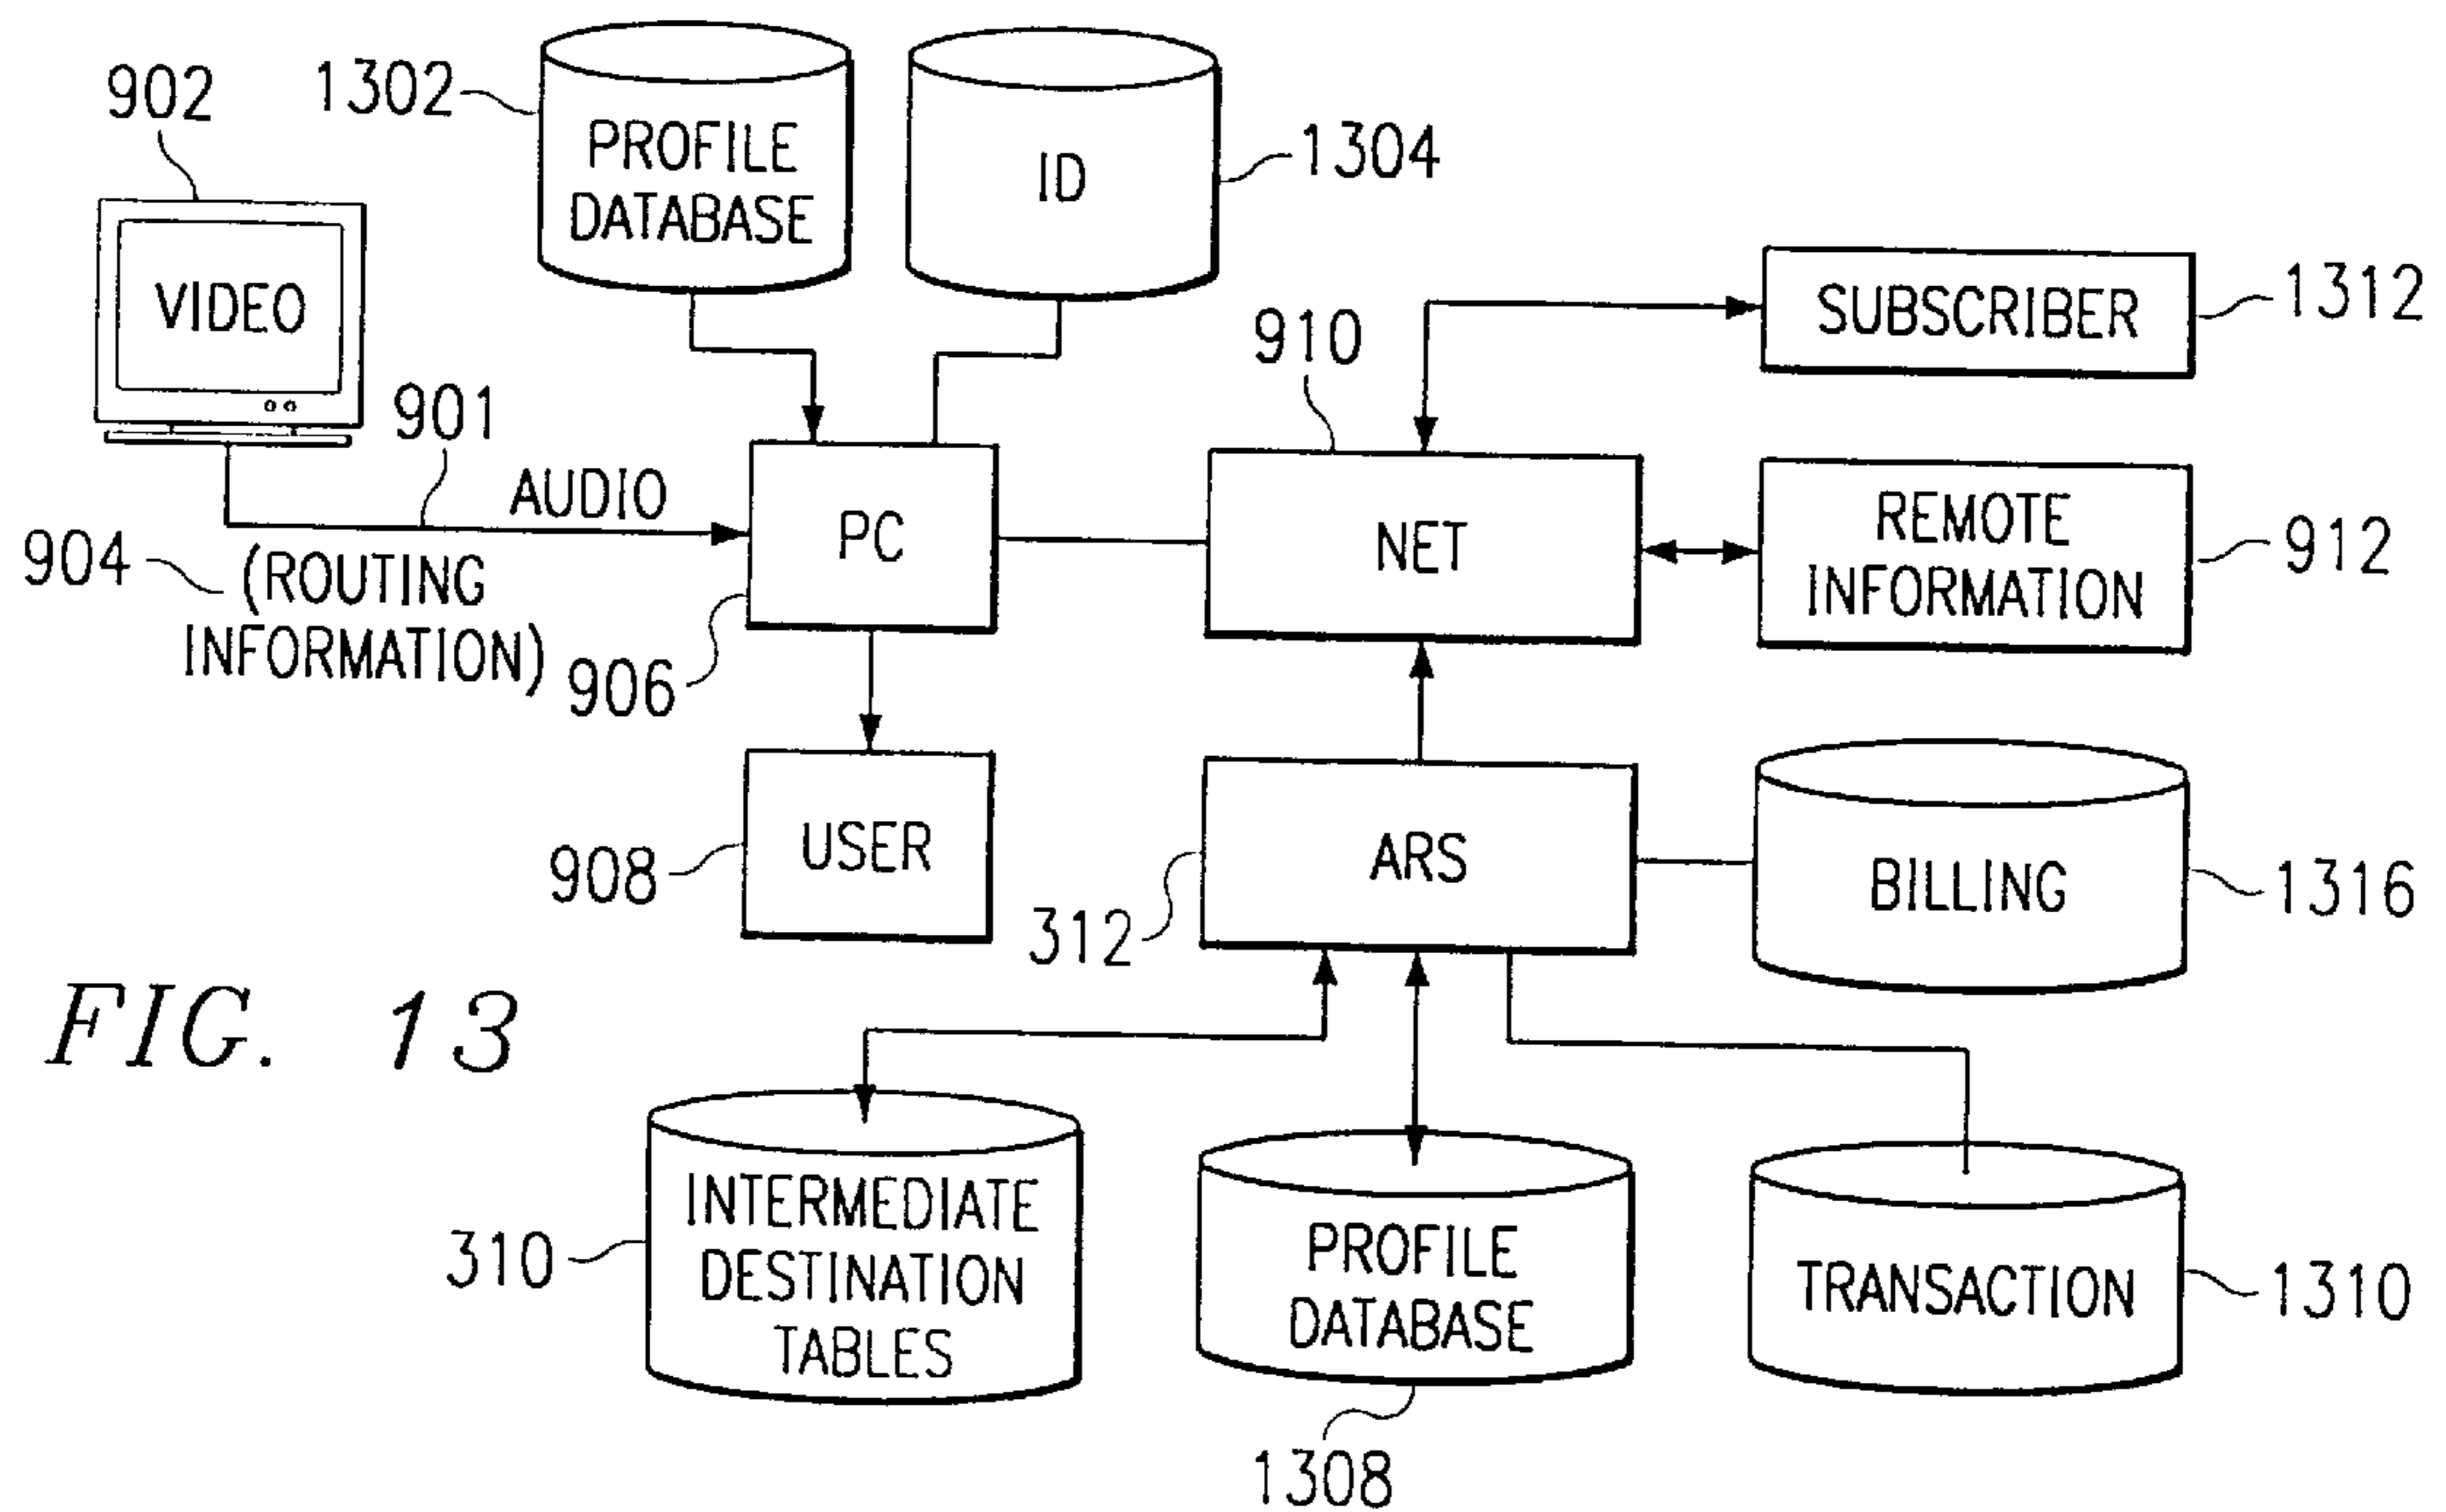 902
1302
PROFILE
DATABASE
ID
1304
VIDEO
901
AUDIO
904
(ROUTING
INFORMATION)
PC
906
910
NET
SUBSCRIBER
1312
REMOTE
INFORMATION
912
USER
908
ARS
312
BILLING
1316
FIG. 13
310
INTERMEDIATE
DESTINATION
TABLES
PROFILE
DATABASE
1308
TRANSACTION
1310